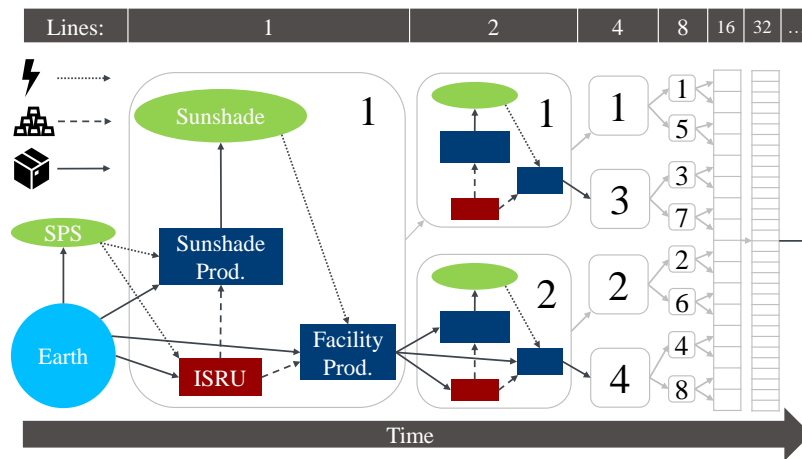 Lines: 1 2 4 8 16 32 ...
1
Sunshade
SPS
Sunshade
Prod.
Earth
ISRU
Facility
Prod.
1
2
1
3
2
4
1
5
3
7
2
6
4
8
Time